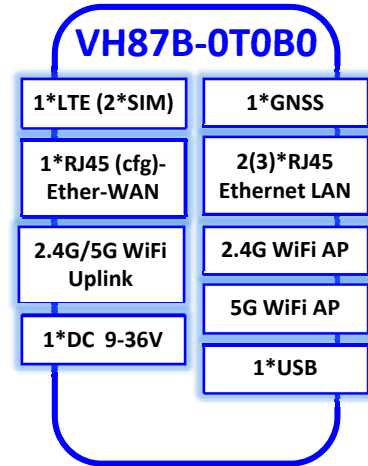 VH87B-0T0B0
1*LTE (2*SIM)
1*RJ45 (cfg)-
Ether-WAN
2.4G/5G WiFi
Uplink
1*DC 9-36V
1*GNSS
2(3)*RJ45
Ethernet LAN
2.4G WiFi AP
5G WiFi AP
1*USB